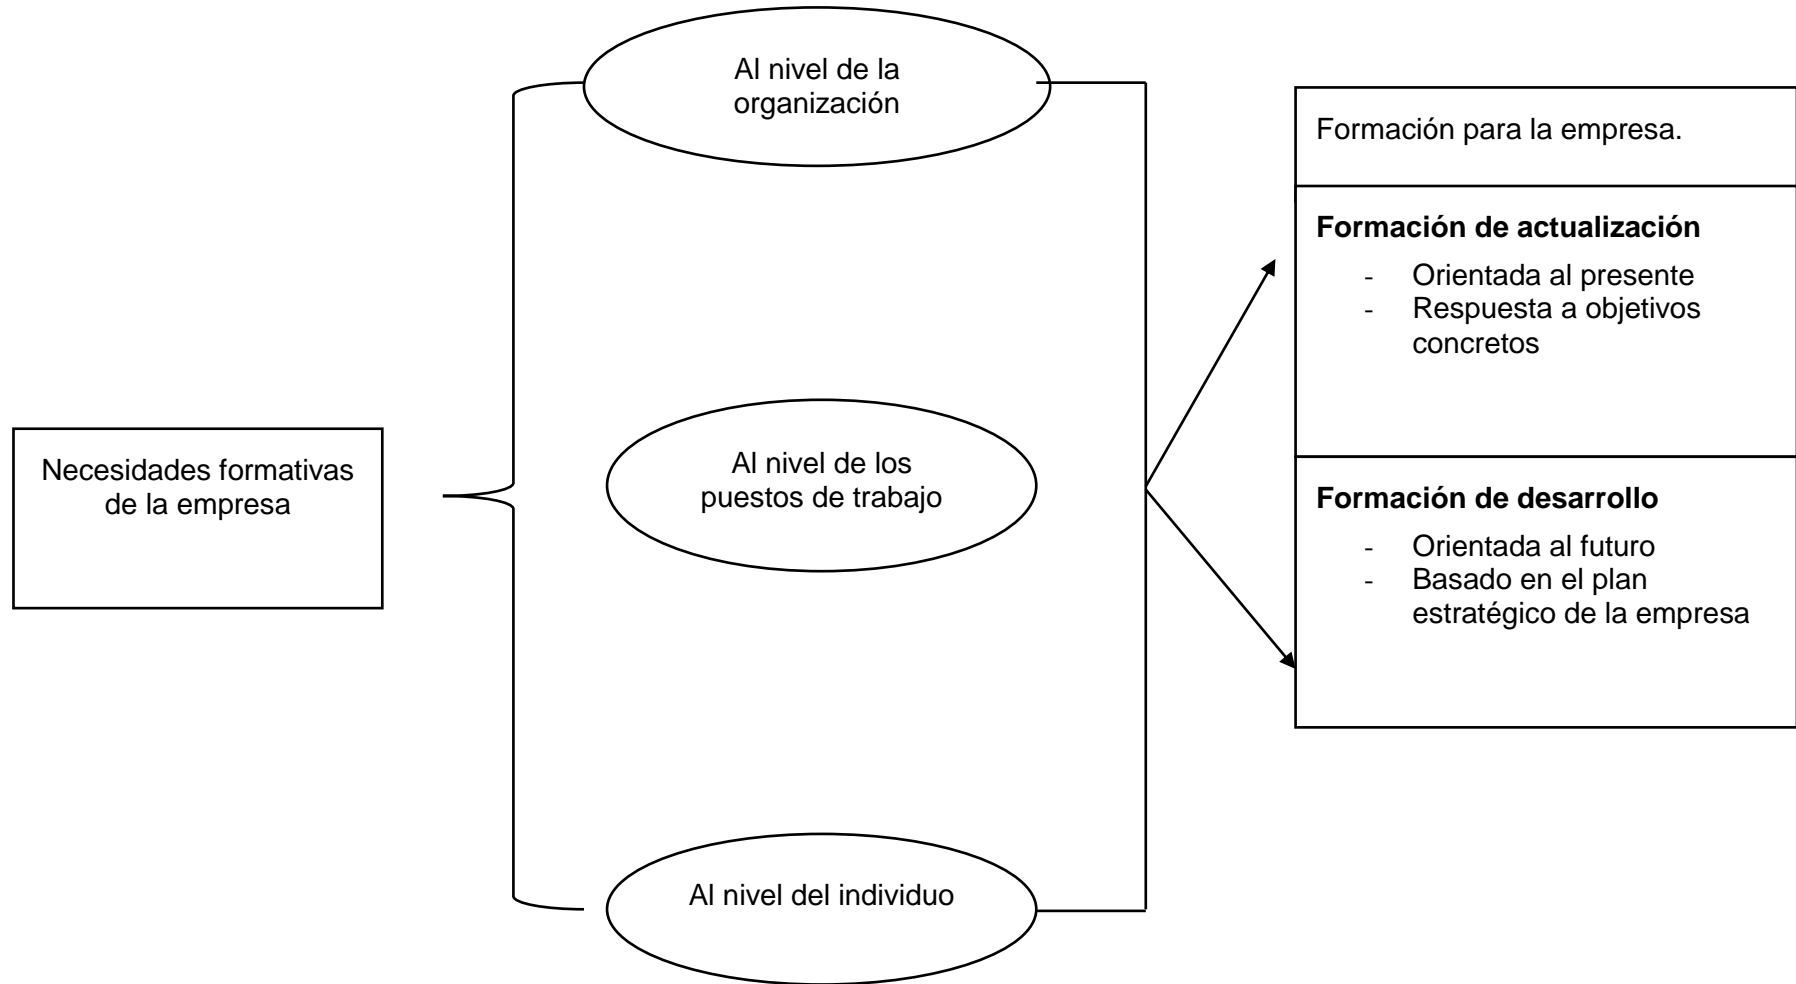 Al nivel de la
organización
Formación para la empresa.
Formación de actualización
- Orientada al presente
- Respuesta a objetivos
concretos
Necesidades formativas
de la empresa
Al nivel de los
puestos de trabajo
Formación de desarrollo
- Orientada al futuro
- Basado en el plan
estratégico de la empresa
Al nivel del individuo